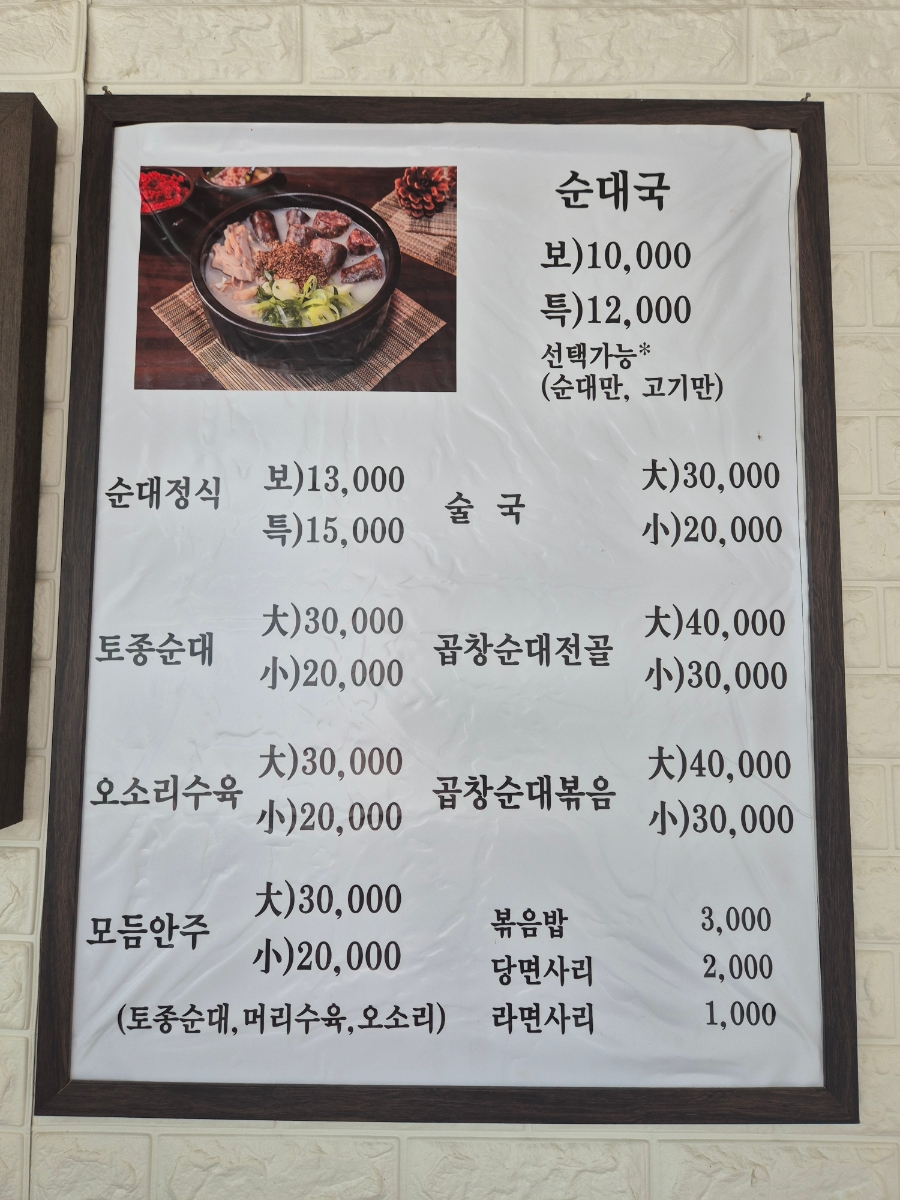 순대국
보)10,000
특)12,000
선택가능*
(순대만, 고기만)
순대정식
보)13,000
특)15,000
술 국
大)30,000
小)20,000
토종순대
大)30,000
小)20,000
곱창순대전골
大)40,000
小)30,000
오소리수육
大)30,000
小)20,000
곱창순대볶음
大)40,000
小)30,000
모듬안주
大)30,000
小)20,000
(토종순대,머리수육,오소리)
볶음밥 3,000
당면사리 2,000
라면사리 1,000